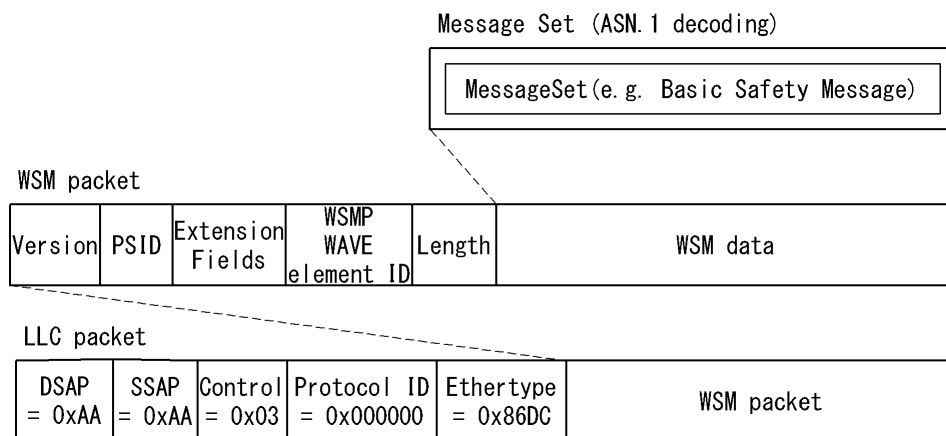 Message Set (ASN.1 decoding)
MessageSet(e.g. Basic Safety Message)
WSM packet
Version
PSID
Extension
Fields
WSMP
WAVE
element ID
Length
WSM data
LLC packet
DSAP
= 0xAA
SSAP
= 0xAA
Control
= 0x03
Protocol ID
= 0x000000
Ethertype
= 0x86DC
WSM packet